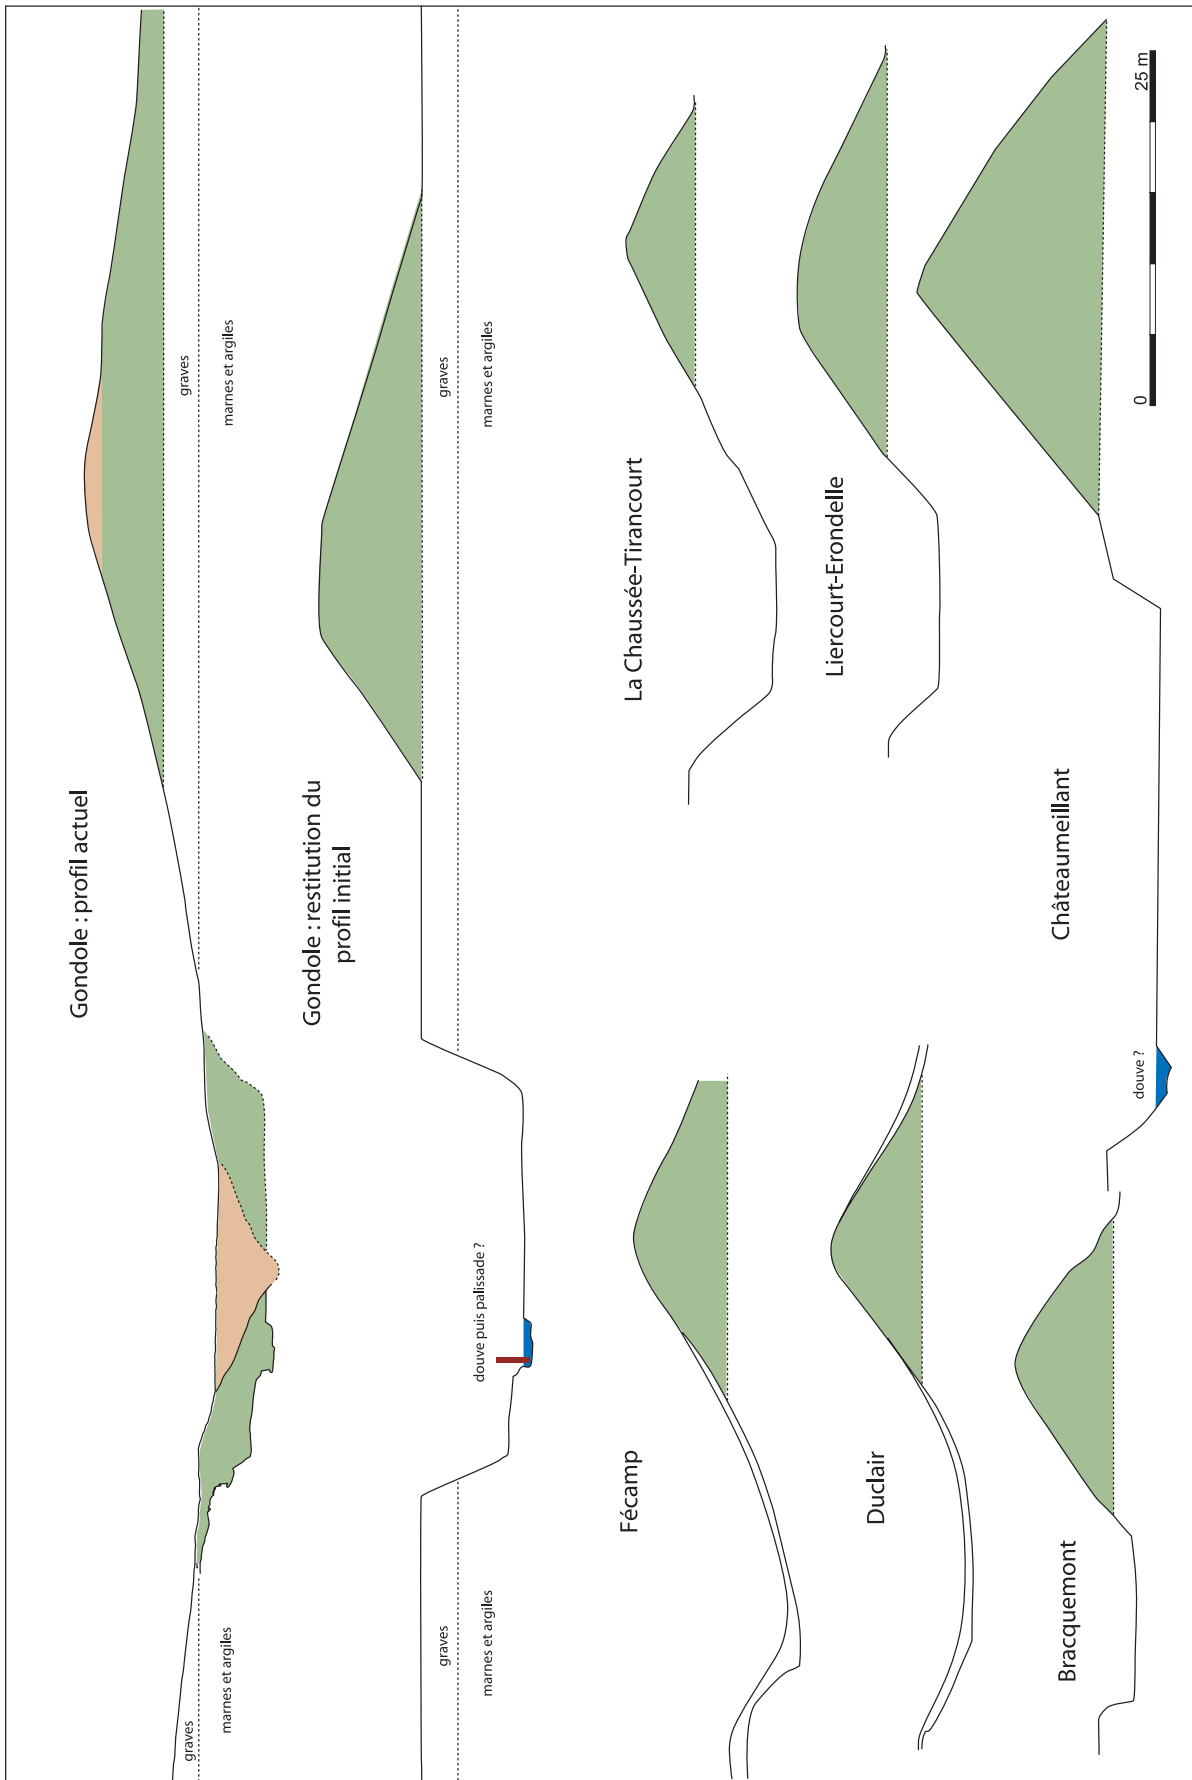 Gondole : profil actuel
graves
marnes et argiles
graves
marnes et argiles
Gondole : restitution du
profil initial
graves
marnes et argiles
douve puis palissade ?
graves
marnes et argiles
Fécamp
La Chaussée-Tirancourt
Duclair
Liercourt-Erondelle
Bracquemont
Châteaumeillant
douve ?
0
25 m